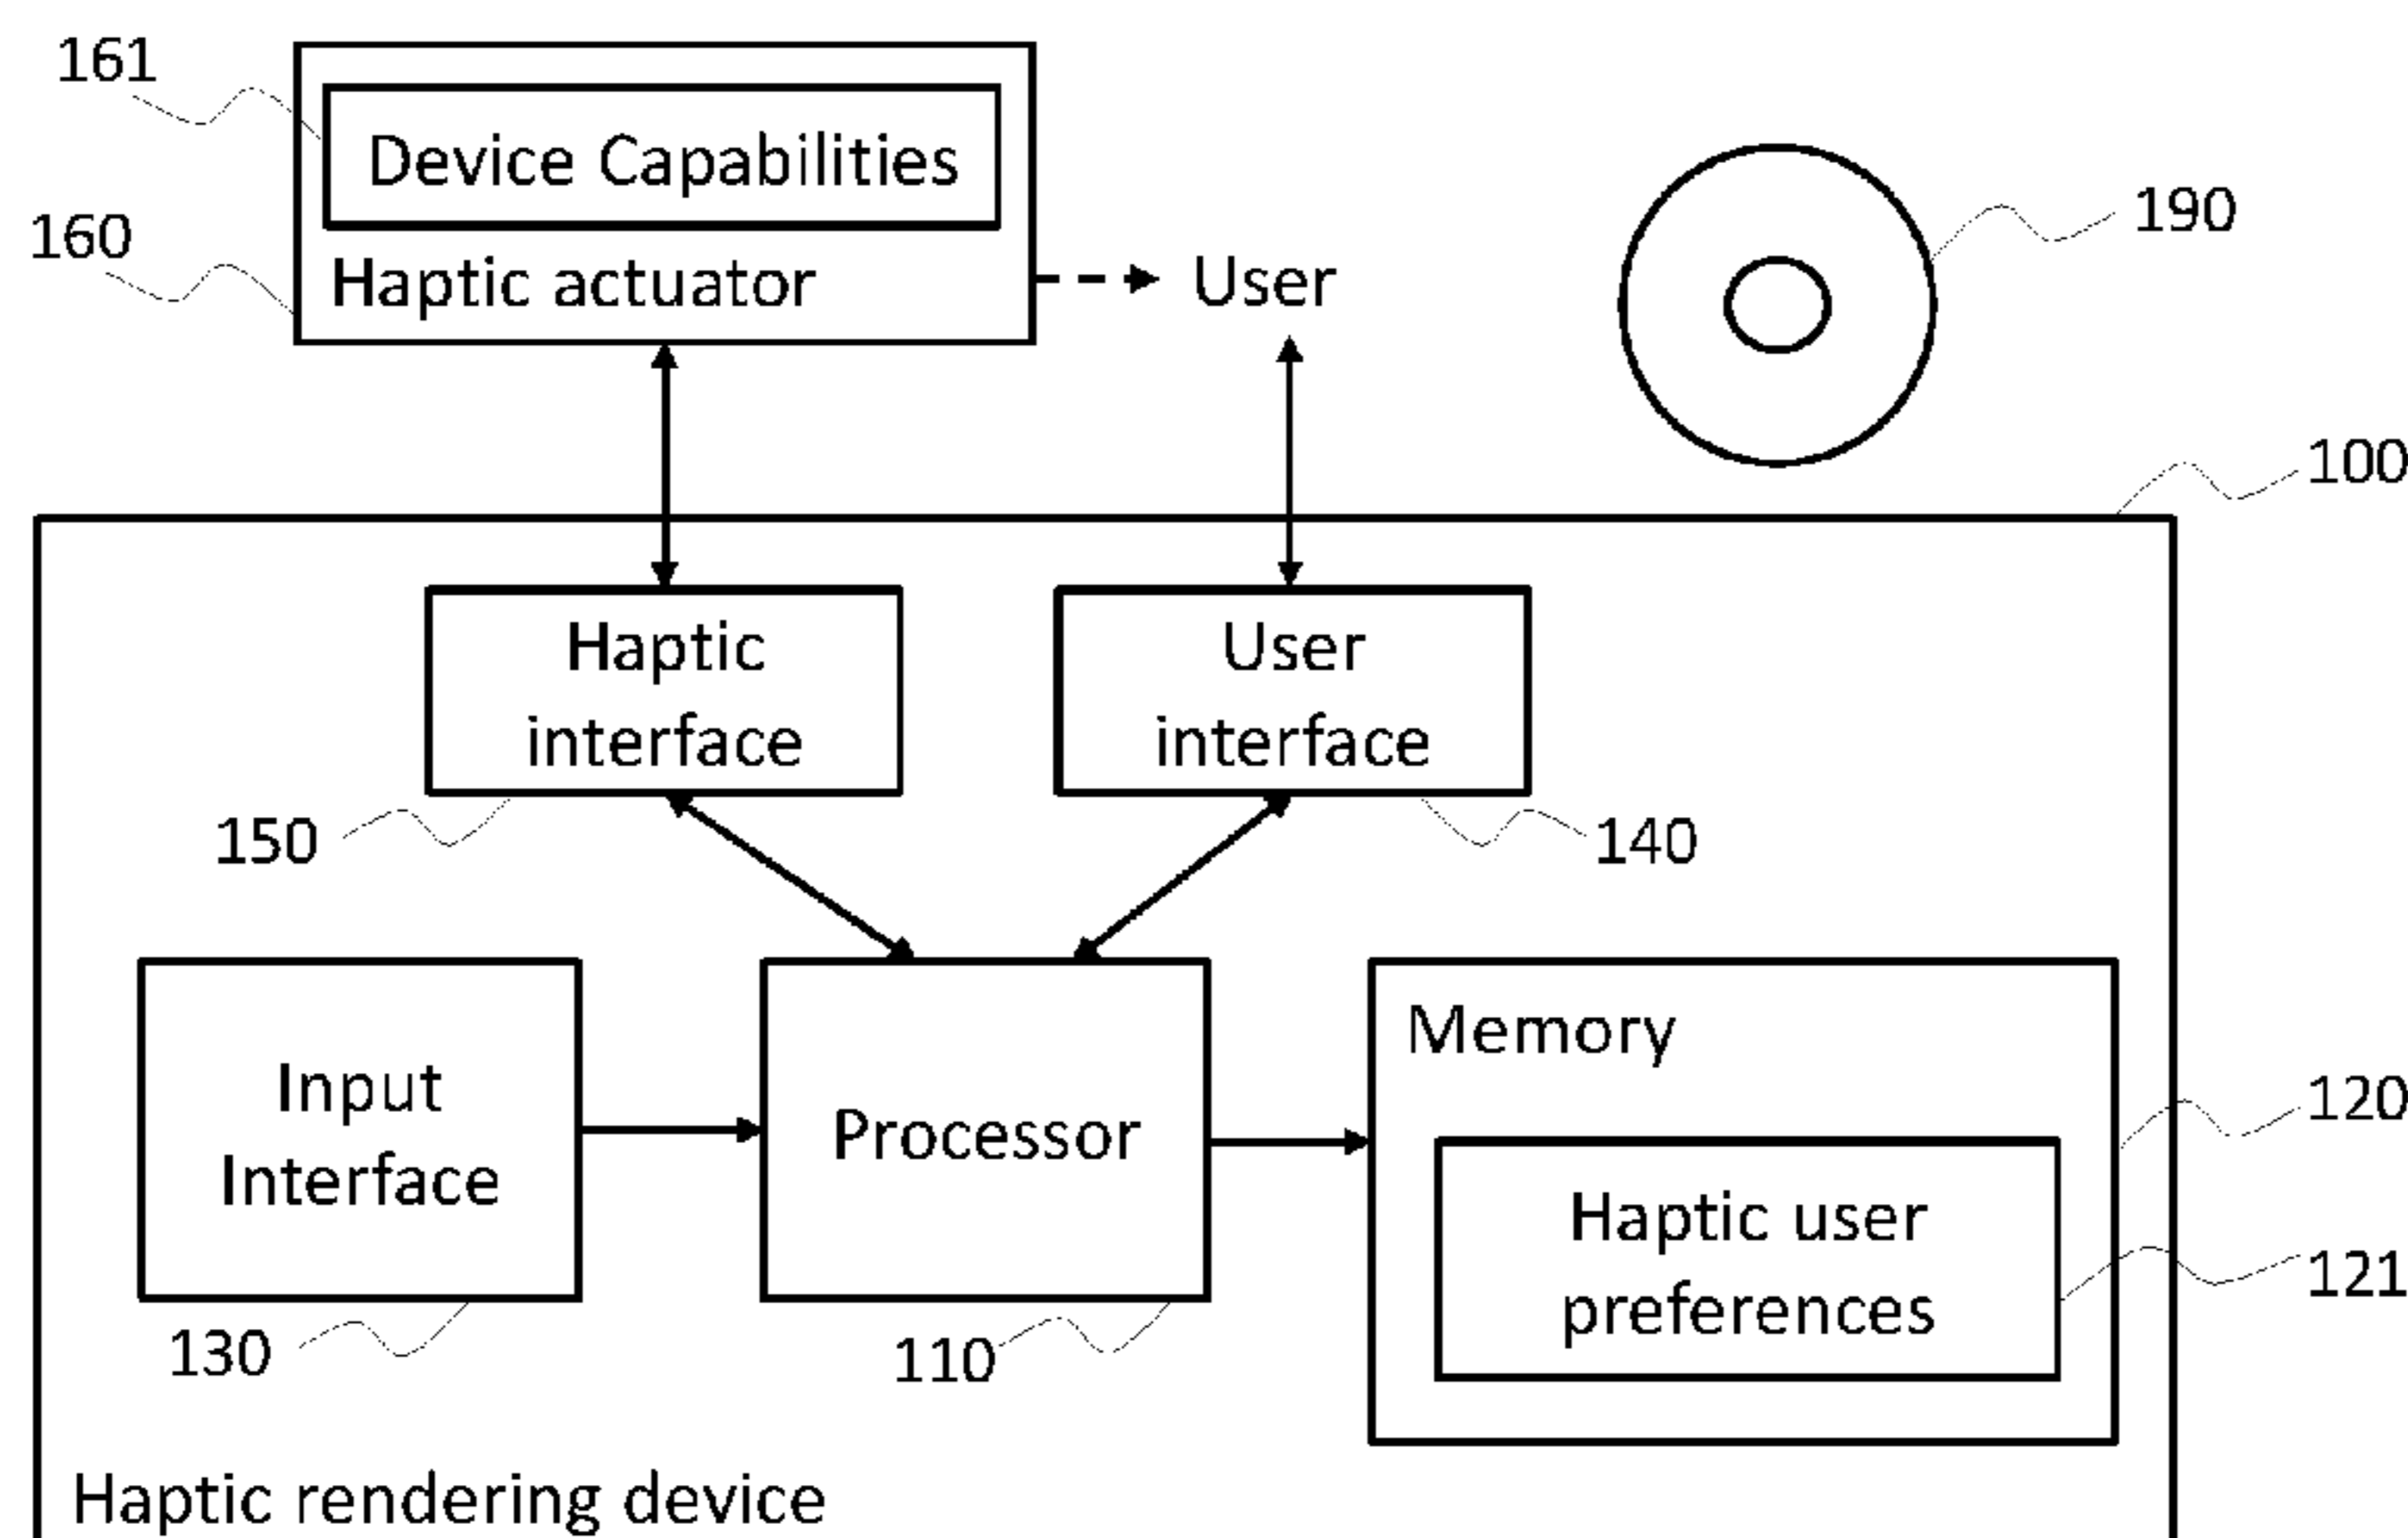 161
Device Capabilities
160
Haptic actuator
User
190
100
Haptic
interface
User
interface
150
140
Input
Interface
Processor
Memory
120
Haptic user
preferences
121
130
110
Haptic rendering device